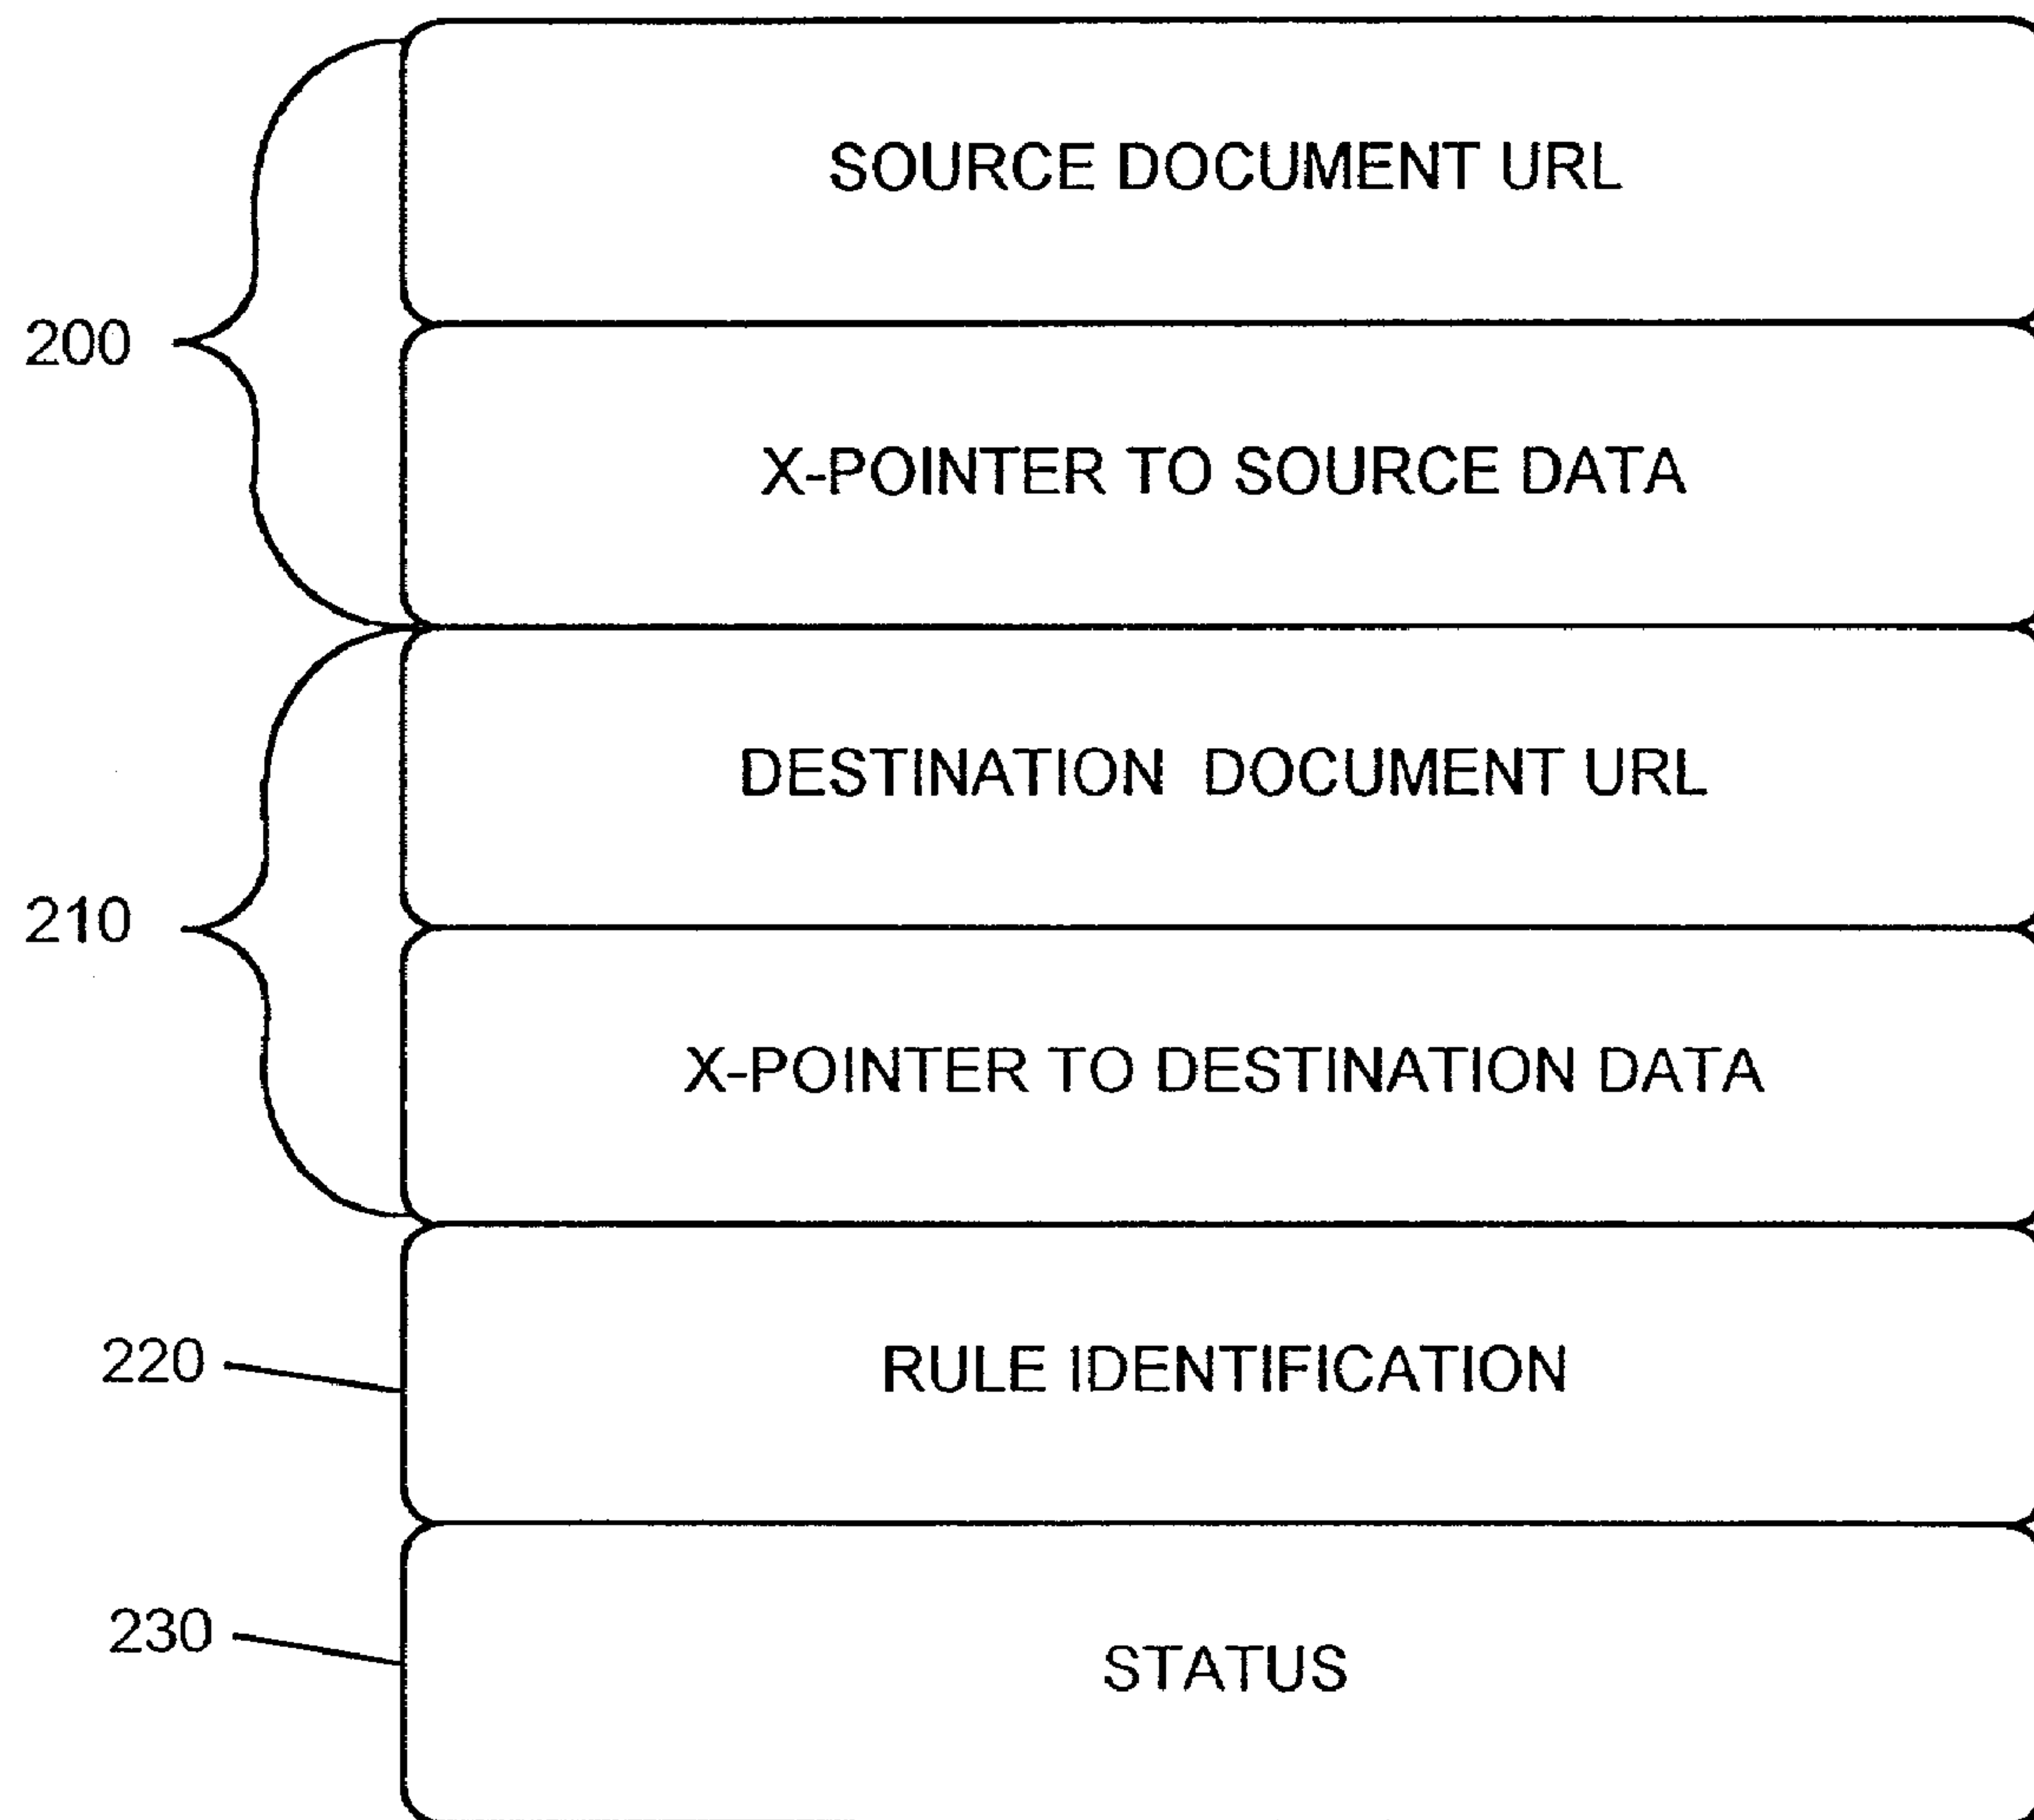 SOURCE DOCUMENT URL
200
X-POINTER TO SOURCE DATA
DESTINATION DOCUMENT URL
210
X-POINTER TO DESTINATION DATA
220
RULE IDENTIFICATION
230
STATUS